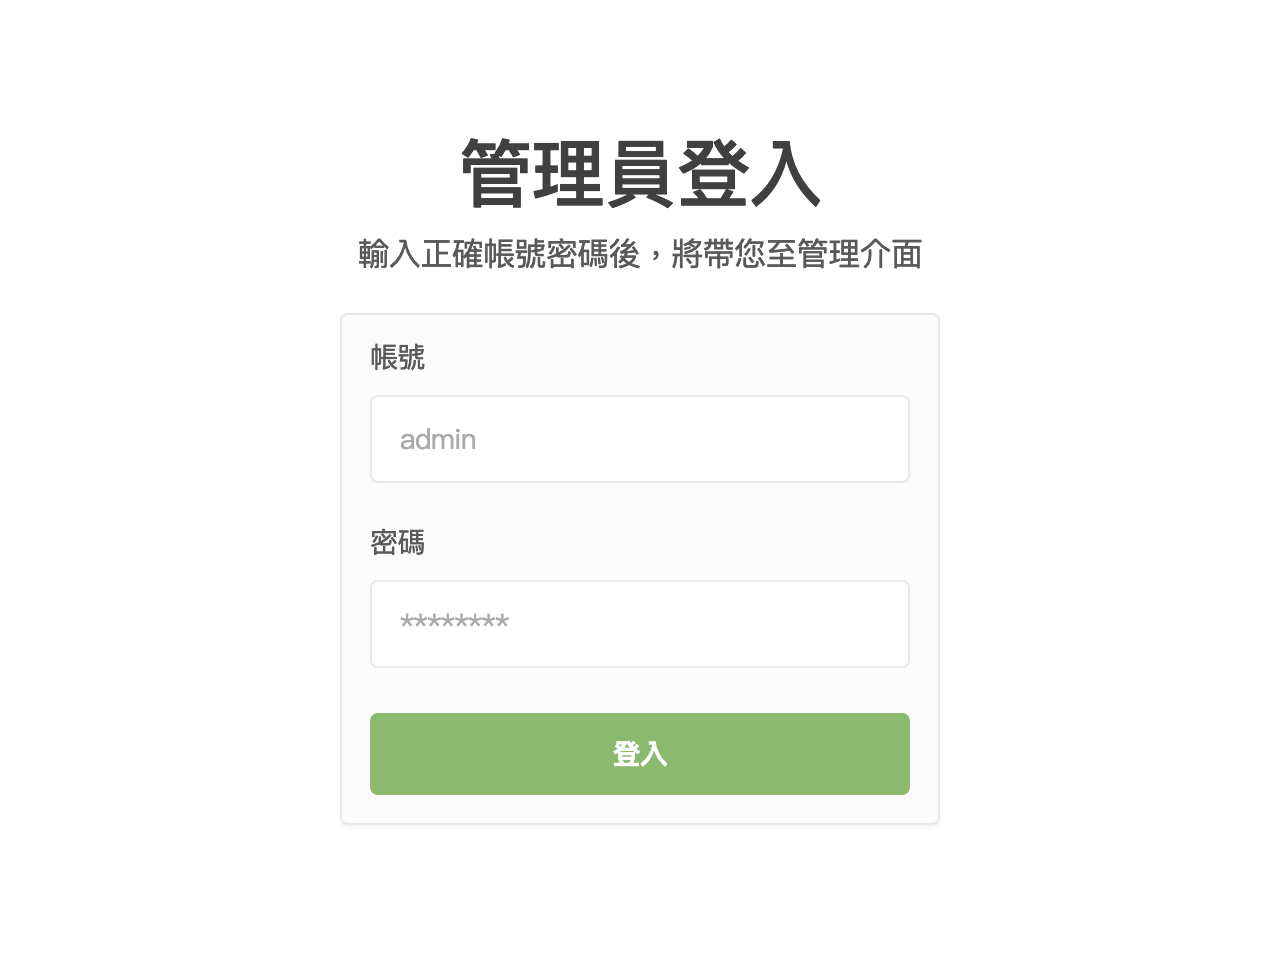 管理員登入
輸入正確帳號密碼後，將帶您至管理介面
帳號
admin
密碼
********
登入